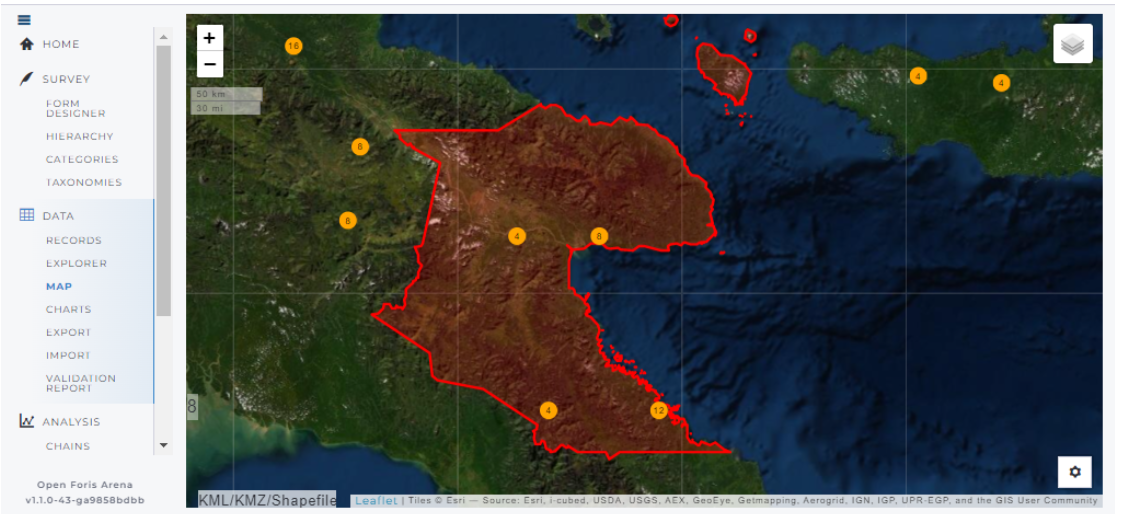 HOME
SURVEY
FORM
DESIGNER
HIERARCHY
CATEGORIES
TAXONOMIES
DATA
RECORDS
EXPLORER
MAP
CHARTS
EXPORT
IMPORT
VALIDATION
REPORT
ANALYSIS
CHAINS
Open Foris Arena
v1.1.0-43-ga9858bdbb
+
−
50 km
30 mi
16
4
4
8
8
4
8
4
12
8
KML/KMZ/Shapefile
Leaflet | Tiles © Esri — Source: Esri, i-cubed, USDA, USGS, AEX, GeoEye, Getmapping, Aerogrid, IGN, IGP, UPR-EGP, and the GIS User Community